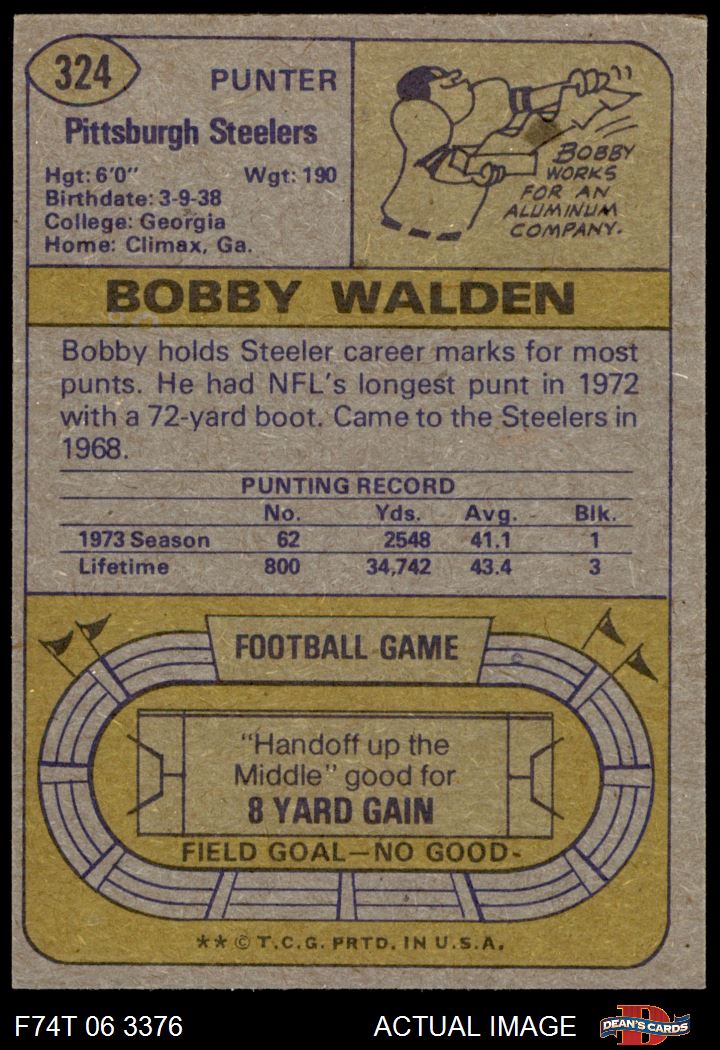 324
PUNTER
Pittsburgh Steelers
Hgt: 6'0" Wgt: 190
Birthdate: 3-9-38
College: Georgia
Home: Climax, Ga.
BOBBY
WORKS
FOR AN
ALUMINUM
COMPANY.
BOBBY WALDEN
Bobby holds Steeler career marks for most
punts. He had NFL's longest punt in 1972
with a 72-yard boot. Came to the Steelers in
1968.
PUNTING RECORD
No. Yds. Avg. Blk.
1973 Season 62 2548 41.1 1
Lifetime 800 34,742 43.4 3
FOOTBALL GAME
"Handoff up the
Middle" good for
8 YARD GAIN
FIELD GOAL—NO GOOD
** © T.C.G. PRTD. IN U.S.A.
F74T 06 3376 ACTUAL IMAGE DEAN'S CARDS